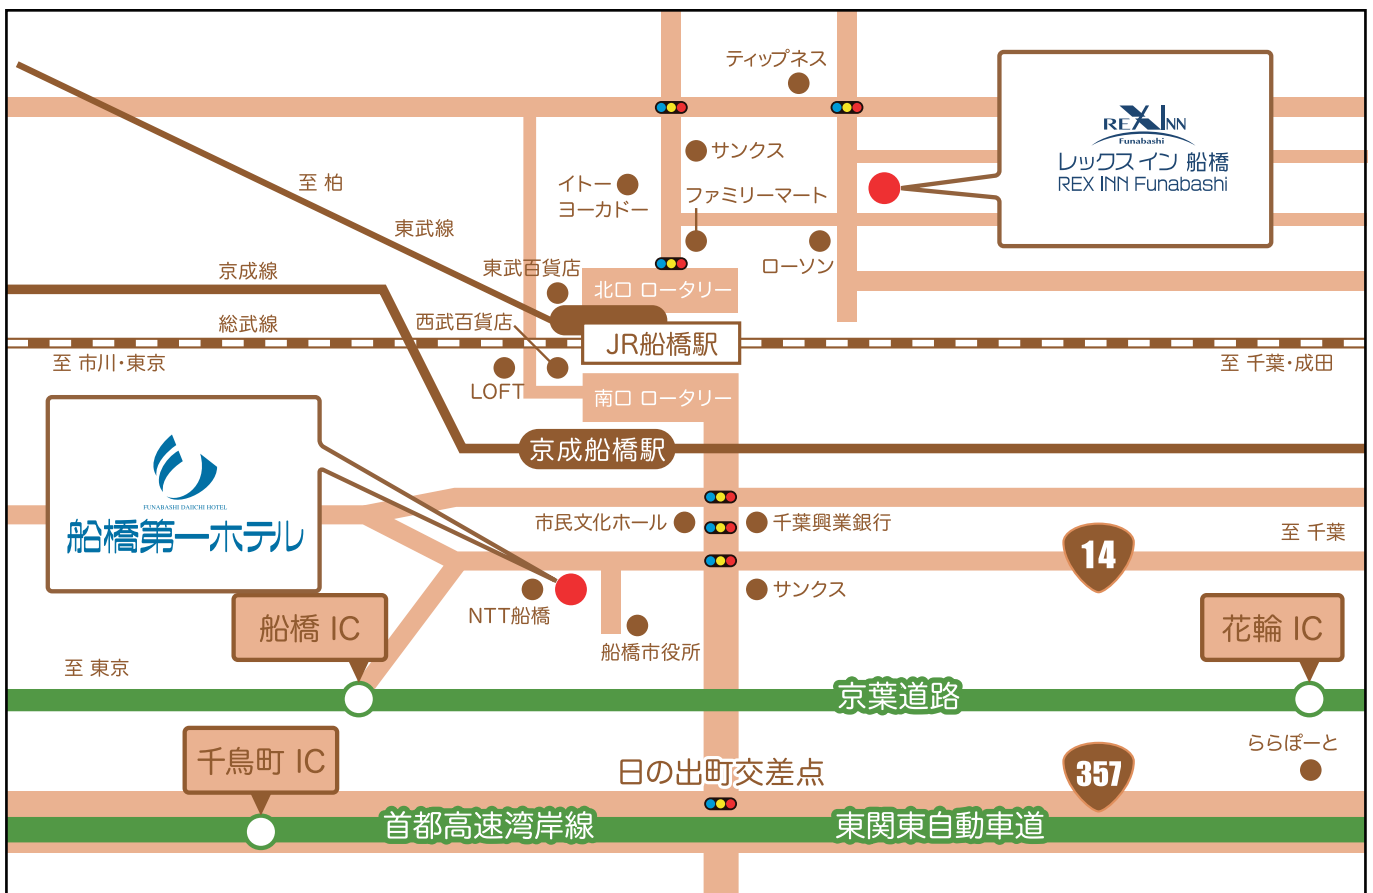 ティップネス
REX INN
Funabashi
レックス イン 船橋
REX INN Funabashi
サンクス
至 柏
イトー
ヨーカドー
ファミリーマート
東武線
ローソン
京成線
東武百貨店
北口 ロータリー
総武線
西武百貨店
JR船橋駅
至 市川・東京
至 千葉・成田
LOFT
南口 ロータリー
京成船橋駅
FUNABASHI DAIICHI HOTEL
船橋第一ホテル
市民文化ホール
千葉興業銀行
至 千葉
14
サンクス
NTT船橋
船橋 IC
花輪 IC
船橋市役所
至 東京
京葉道路
千鳥町 IC
日の出町交差点
357
ららぽーと
首都高速湾岸線
東関東自動車道